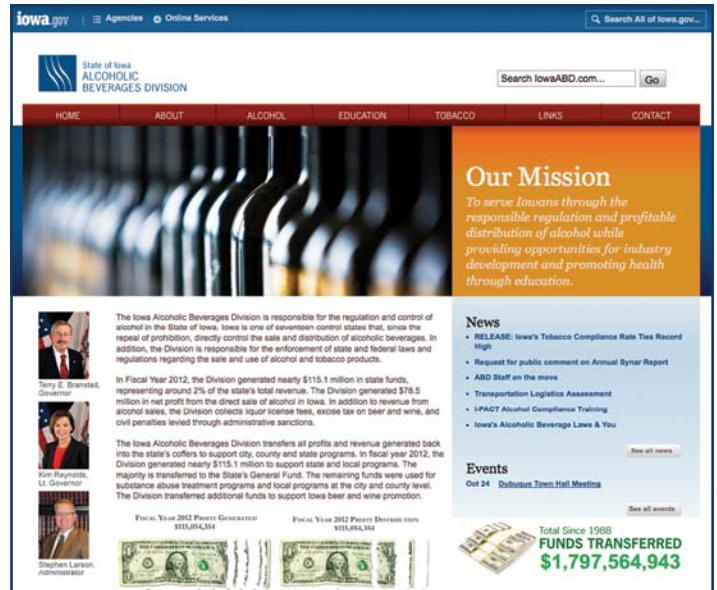 iowa.gov
Agencies
Online Services
Search All of Iowa.gov...
State of Iowa
ALCOHOLIC
BEVERAGES DIVISION
Search IowaABD.com...
Go
HOME
ABOUT
ALCOHOL
EDUCATION
TOBACCO
LINKS
CONTACT
Our Mission
To serve Iowans through the
responsible regulation and profitable
distribution of alcohol while
providing opportunities for industry
development and promoting health
through education.
Terry E. Branstad,
Governor
Kim Reynolds,
Lt. Governor
Stephen Larson,
Administrator
The Iowa Alcoholic Beverages Division is responsible for the regulation and control of
alcohol in the State of Iowa. Iowa is one of seventeen control states that, since the
repeal of prohibition, directly control the sale and distribution of alcoholic beverages. In
addition, the Division is responsible for the enforcement of state and federal laws and
regulations regarding the sale and use of alcohol and tobacco products.
In Fiscal Year 2012, the Division generated nearly $115.1 million in state funds,
representing around 2% of the state's total revenue. The Division generated $78.5
million in net profit from the direct sale of alcohol in Iowa. In addition to revenue from
alcohol sales, the Division collects liquor license fees, excise tax on beer and wine, and
civil penalties levied through administrative sanctions.
The Iowa Alcoholic Beverages Division transfers all profits and revenue generated back
into the state's coffers to support city, county and state programs. In fiscal year 2012, the
Division generated nearly $115.1 million to support state and local programs. The
majority is transferred to the State's General Fund. The remaining funds were used for
substance abuse treatment programs and local programs at the city and county level.
The Division transferred additional funds to support Iowa beer and wine promotion.
FISCAL YEAR 2012 PROFIT GENERATED
$115,054,354
FISCAL YEAR 2012 PROFIT DISTRIBUTION
$115,054,354
News
RELEASE: Iowa's Tobacco Compliance Rate Ties Record
High
Request for public comment on Annual Synar Report
ABD Staff on the move
Transportation Logistics Assessment
I-PACT Alcohol Compliance Training
Iowa's Alcoholic Beverage Laws & You
See all news
Events
Oct 24 Dubuque Town Hall Meeting
See all events
Total Since 1988
FUNDS TRANSFERRED
$1,797,564,943